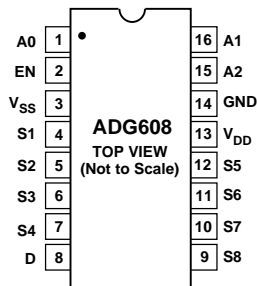 A0 1 16 A1
EN 2 15 A2
VSS 3 14 GND
S1 4 ADG608 13 VDD
S2 5 TOP VIEW 12 S5
S3 6 (Not to Scale) 11 S6
S4 7 10 S7
D 8 9 S8